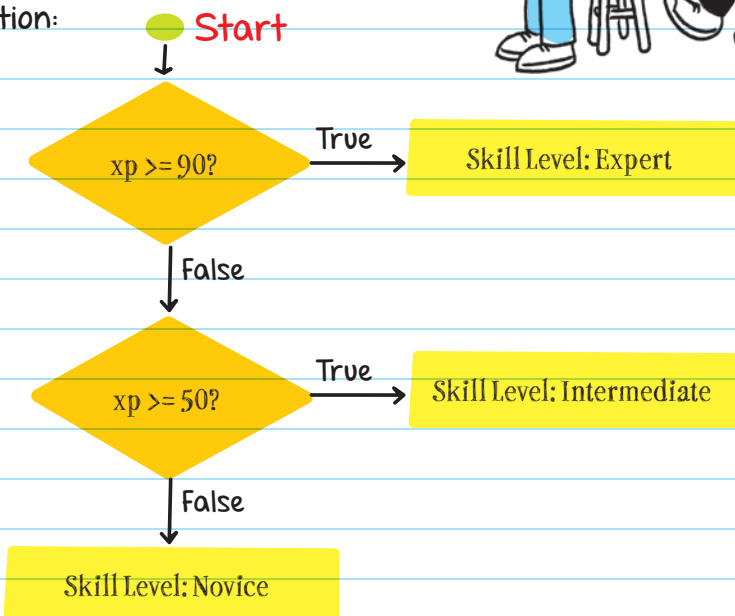 tion:
Start
xp >= 90?
True
Skill Level: Expert
False
xp >= 50?
True
Skill Level: Intermediate
False
Skill Level: Novice